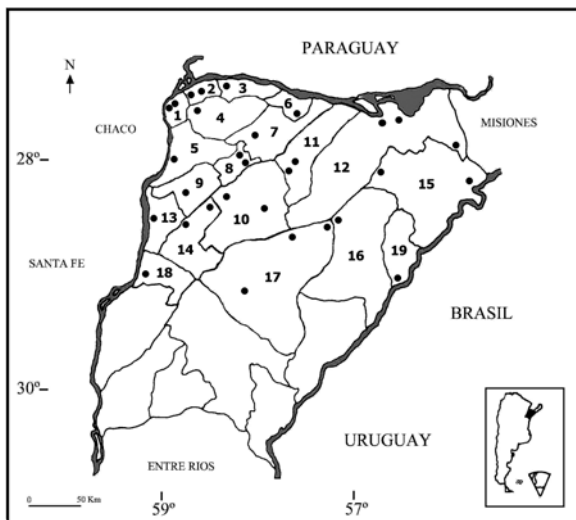 PARAGUAY
N
2
3
1
4
6
CHACO
MISIONES
28º
5
7
11
8
12
9
15
13
10
14
16
19
SANTA FE
18
17
BRASIL
30º
URUGUAY
ENTRE RIOS
0 50 Km
59º 57º